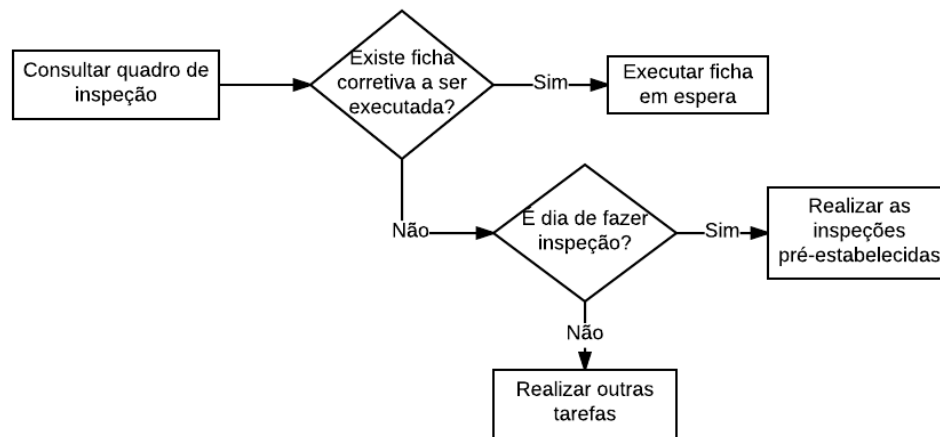 Consultar quadro de
inspeção
Existe ficha
corretiva a ser
executada?
Sim
Executar ficha
em espera
Não
É dia de fazer
inspeção?
Sim
Realizar as
inspeções
pré-estabelecidas
Não
Realizar outras
tarefas